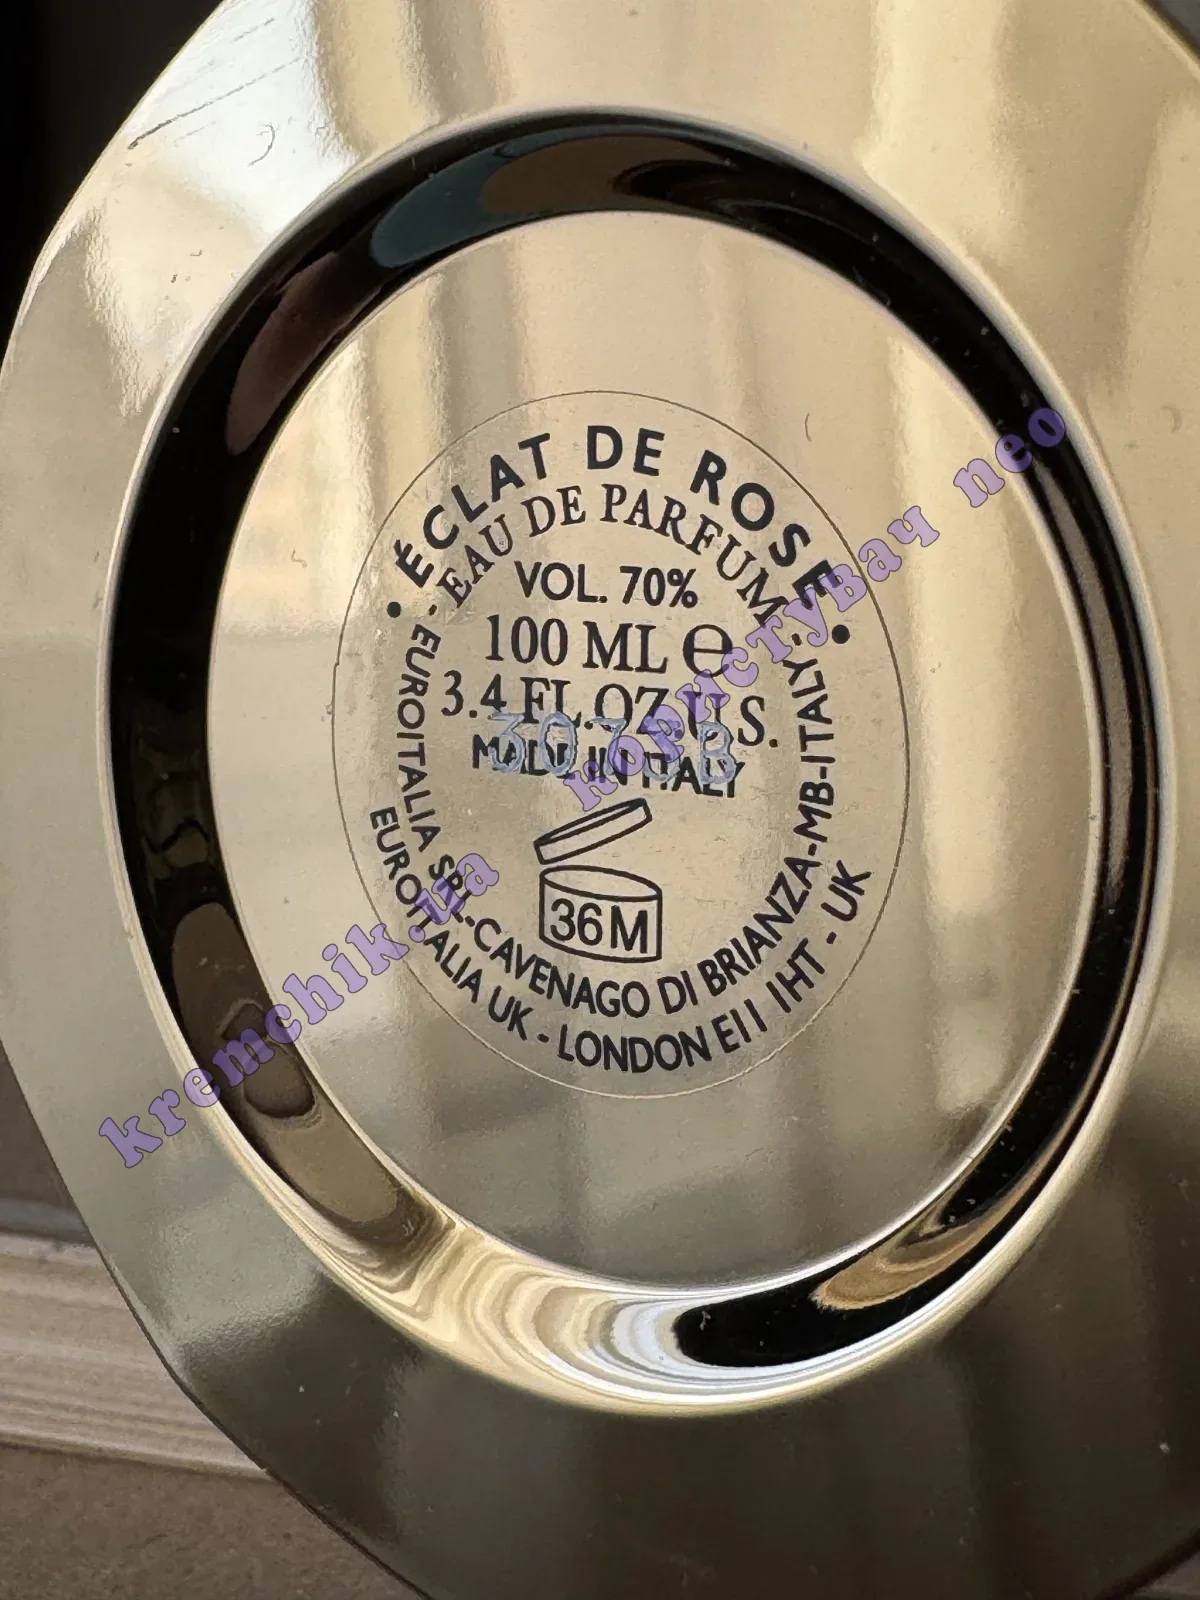 • ÉCLAT DE ROSE •
- EAU DE PARFUM -
VOL. 70%
100 ML ℮
3.4 FL.OZ U.S.
MADE IN ITALY
36M
EUROITALIA SRL-CAVENAGO DI BRIANZA-MB-ITALY
EUROITALIA UK - LONDON E11 1HT - UK
kremchik.ua користувач neo